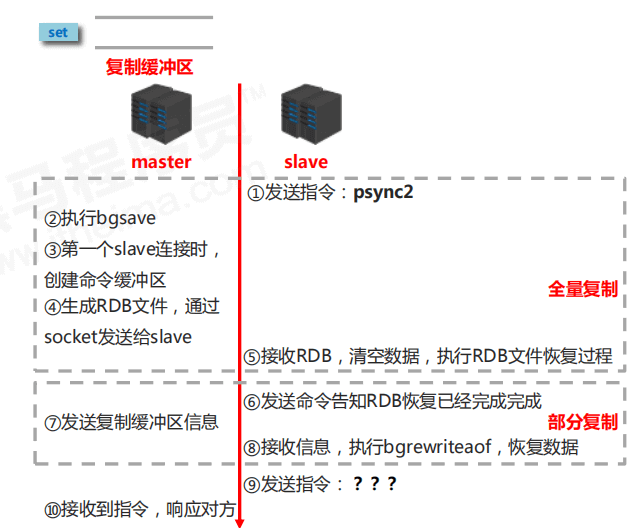 set
复制缓冲区
master
slave
①发送指令：psync2
②执行bgsave
③第一个slave连接时，
创建命令缓冲区
④生成RDB文件，通过
socket发送给slave
全量复制
⑤接收RDB，清空数据，执行RDB文件恢复过程
⑥发送命令告知RDB恢复已经完成完成
⑦发送复制缓冲区信息
部分复制
⑧接收信息，执行bgrewriteaof，恢复数据
⑨发送指令：？？？
⑩接收到指令，响应对方